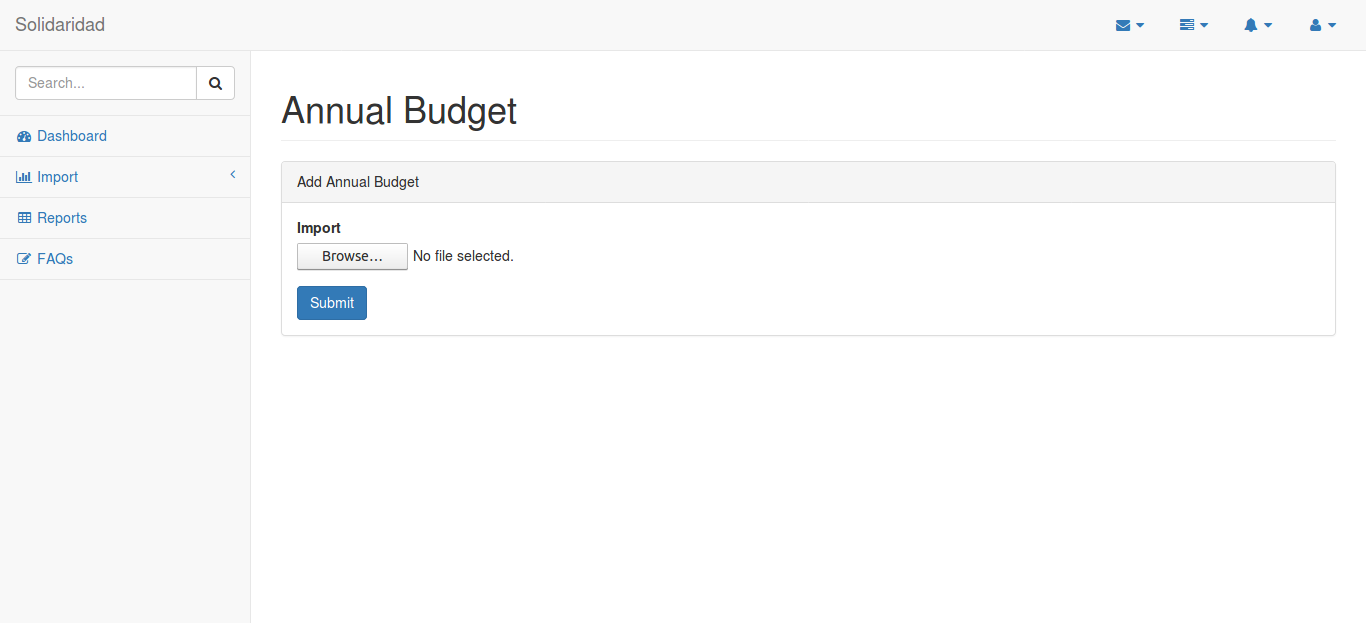 Solidaridad
Search...
Dashboard
Import
Reports
FAQs
Annual Budget
Add Annual Budget
Import
Browse... No file selected.
Submit